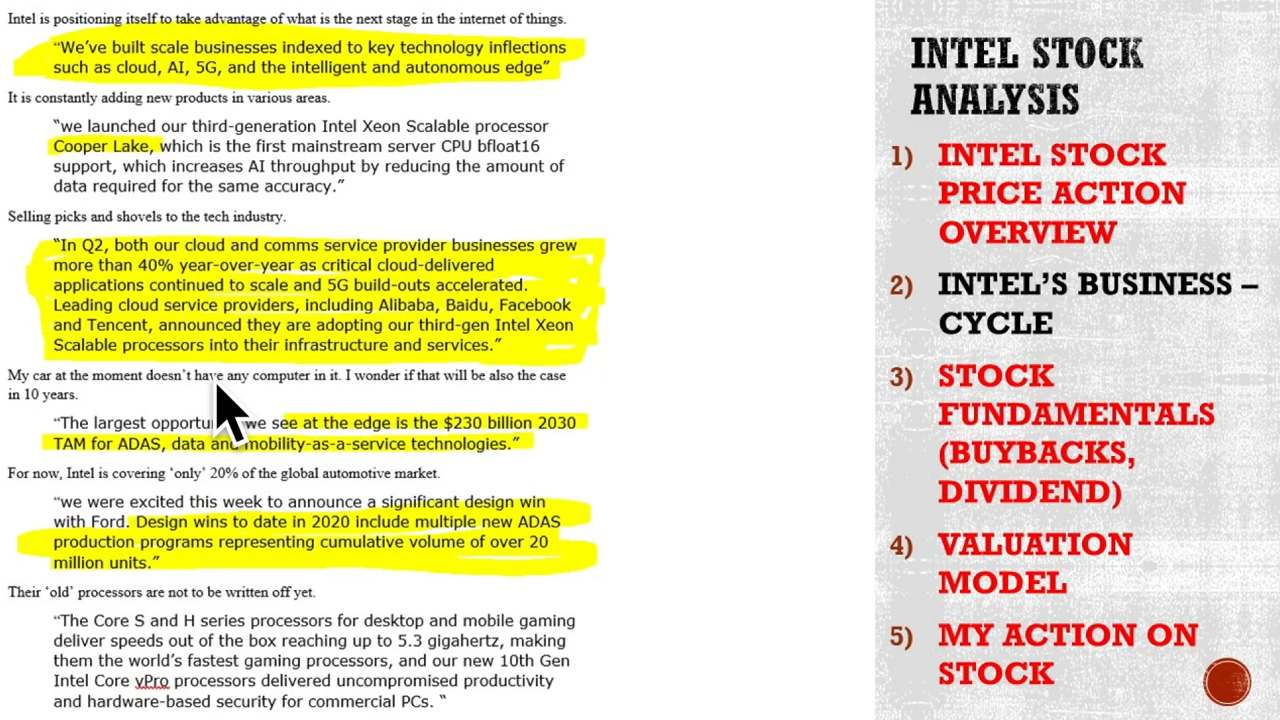 Intel is positioning itself to take advantage of what is the next stage in the internet of things.
“We’ve built scale businesses indexed to key technology inflections
such as cloud, AI, 5G, and the intelligent and autonomous edge”
It is constantly adding new products in various areas.
“we launched our third-generation Intel Xeon Scalable processor
Cooper Lake, which is the first mainstream server CPU bfloat16
support, which increases AI throughput by reducing the amount of
data required for the same accuracy.”
Selling picks and shovels to the tech industry.
“In Q2, both our cloud and comms service provider businesses grew
more than 40% year-over-year as critical cloud-delivered
applications continued to scale and 5G build-outs accelerated.
Leading cloud service providers, including Alibaba, Baidu, Facebook
and Tencent, announced they are adopting our third-gen Intel Xeon
Scalable processors into their infrastructure and services.”
My car at the moment doesn’t have any computer in it. I wonder if that will be also the case
in 10 years.
“The largest opportu we see at the edge is the $230 billion 2030
TAM for ADAS, data and mobility-as-a-service technologies.”
For now, Intel is covering ‘only’ 20% of the global automotive market.
“we were excited this week to announce a significant design win
with Ford. Design wins to date in 2020 include multiple new ADAS
production programs representing cumulative volume of over 20
million units.”
Their ‘old’ processors are not to be written off yet.
“The Core S and H series processors for desktop and mobile gaming
deliver speeds out of the box reaching up to 5.3 gigahertz, making
them the world’s fastest gaming processors, and our new 10th Gen
Intel Core vPro processors delivered uncompromised productivity
and hardware-based security for commercial PCs. “
INTEL STOCK
ANALYSIS
1) INTEL STOCK
PRICE ACTION
OVERVIEW
2) INTEL’S BUSINESS –
CYCLE
3) STOCK
FUNDAMENTALS
(BUYBACKS,
DIVIDEND)
4) VALUATION
MODEL
5) MY ACTION ON
STOCK